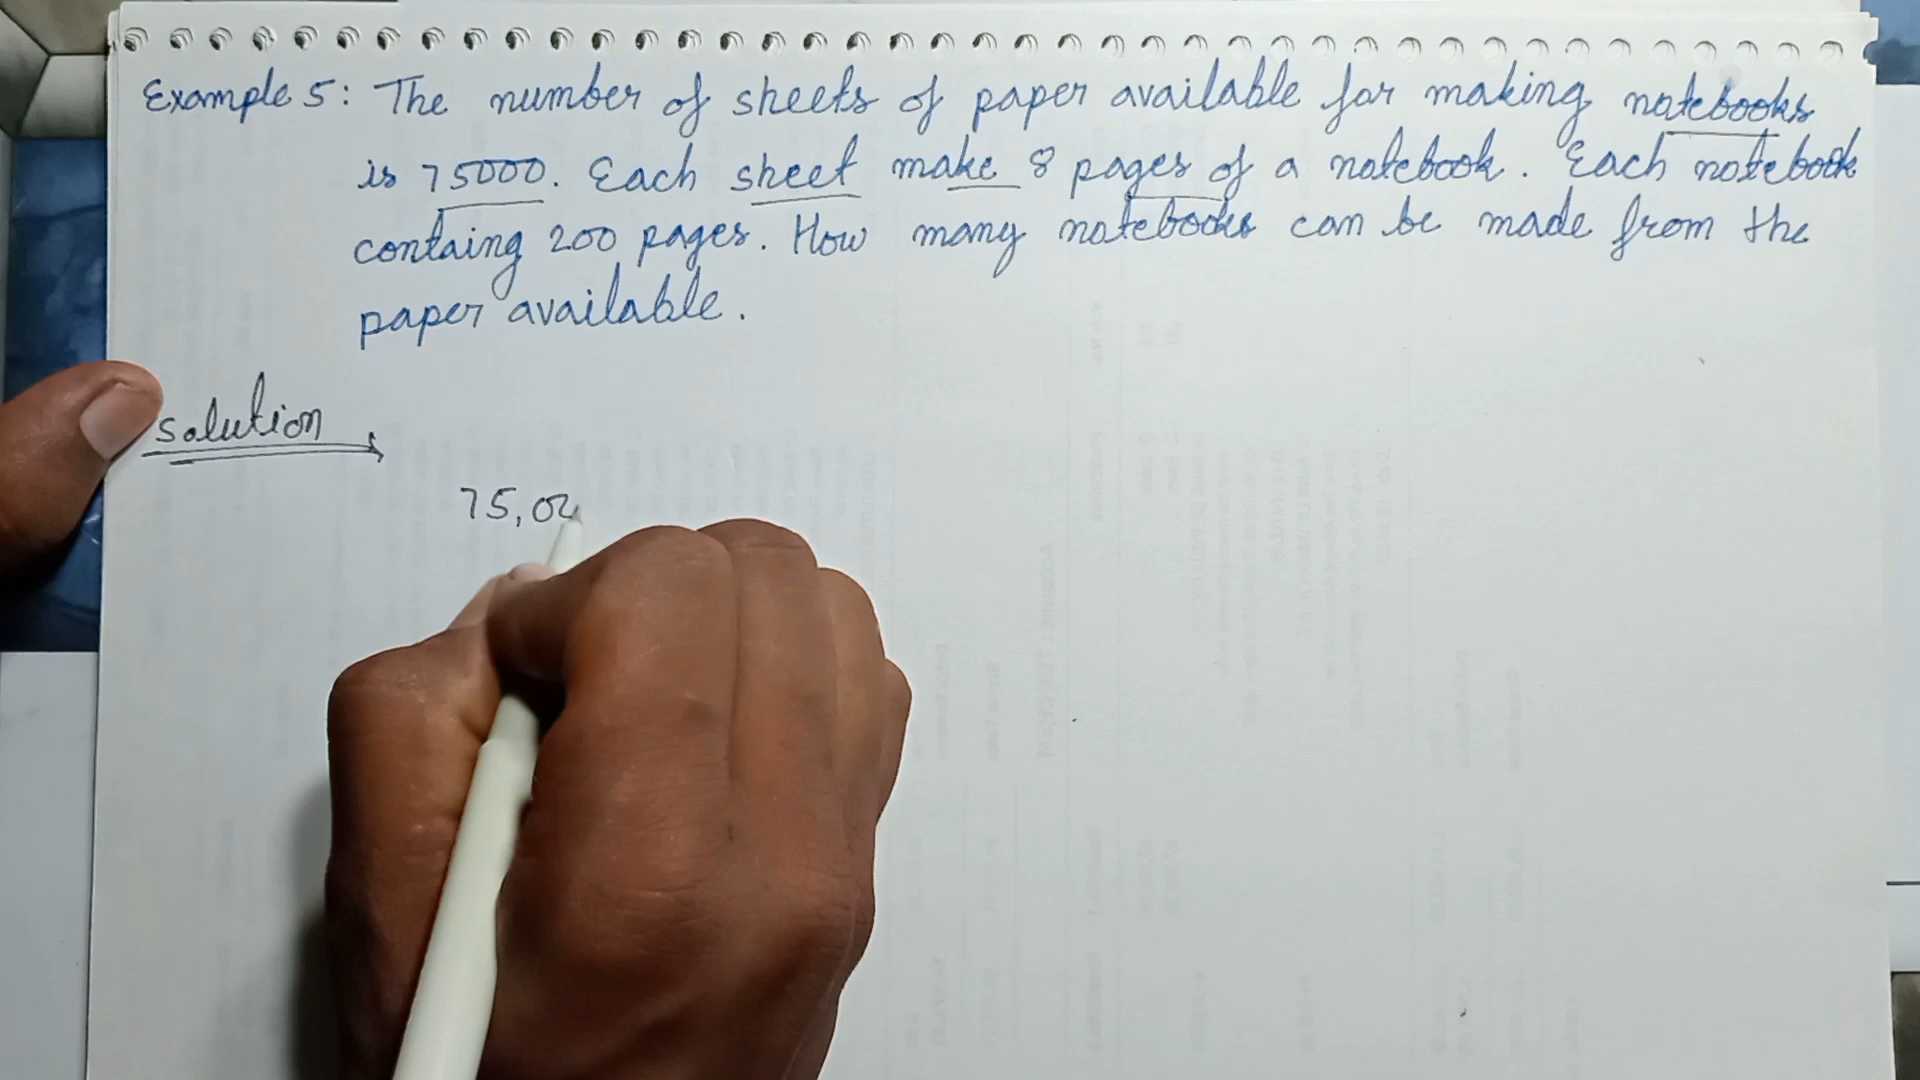 Example 5: The number of sheets of paper available for making notebooks
is 75000. Each sheet make 8 pages of a notebook. Each notebook
containg 200 pages. How many notebooks can be made from the
paper available.
Solution
75,00